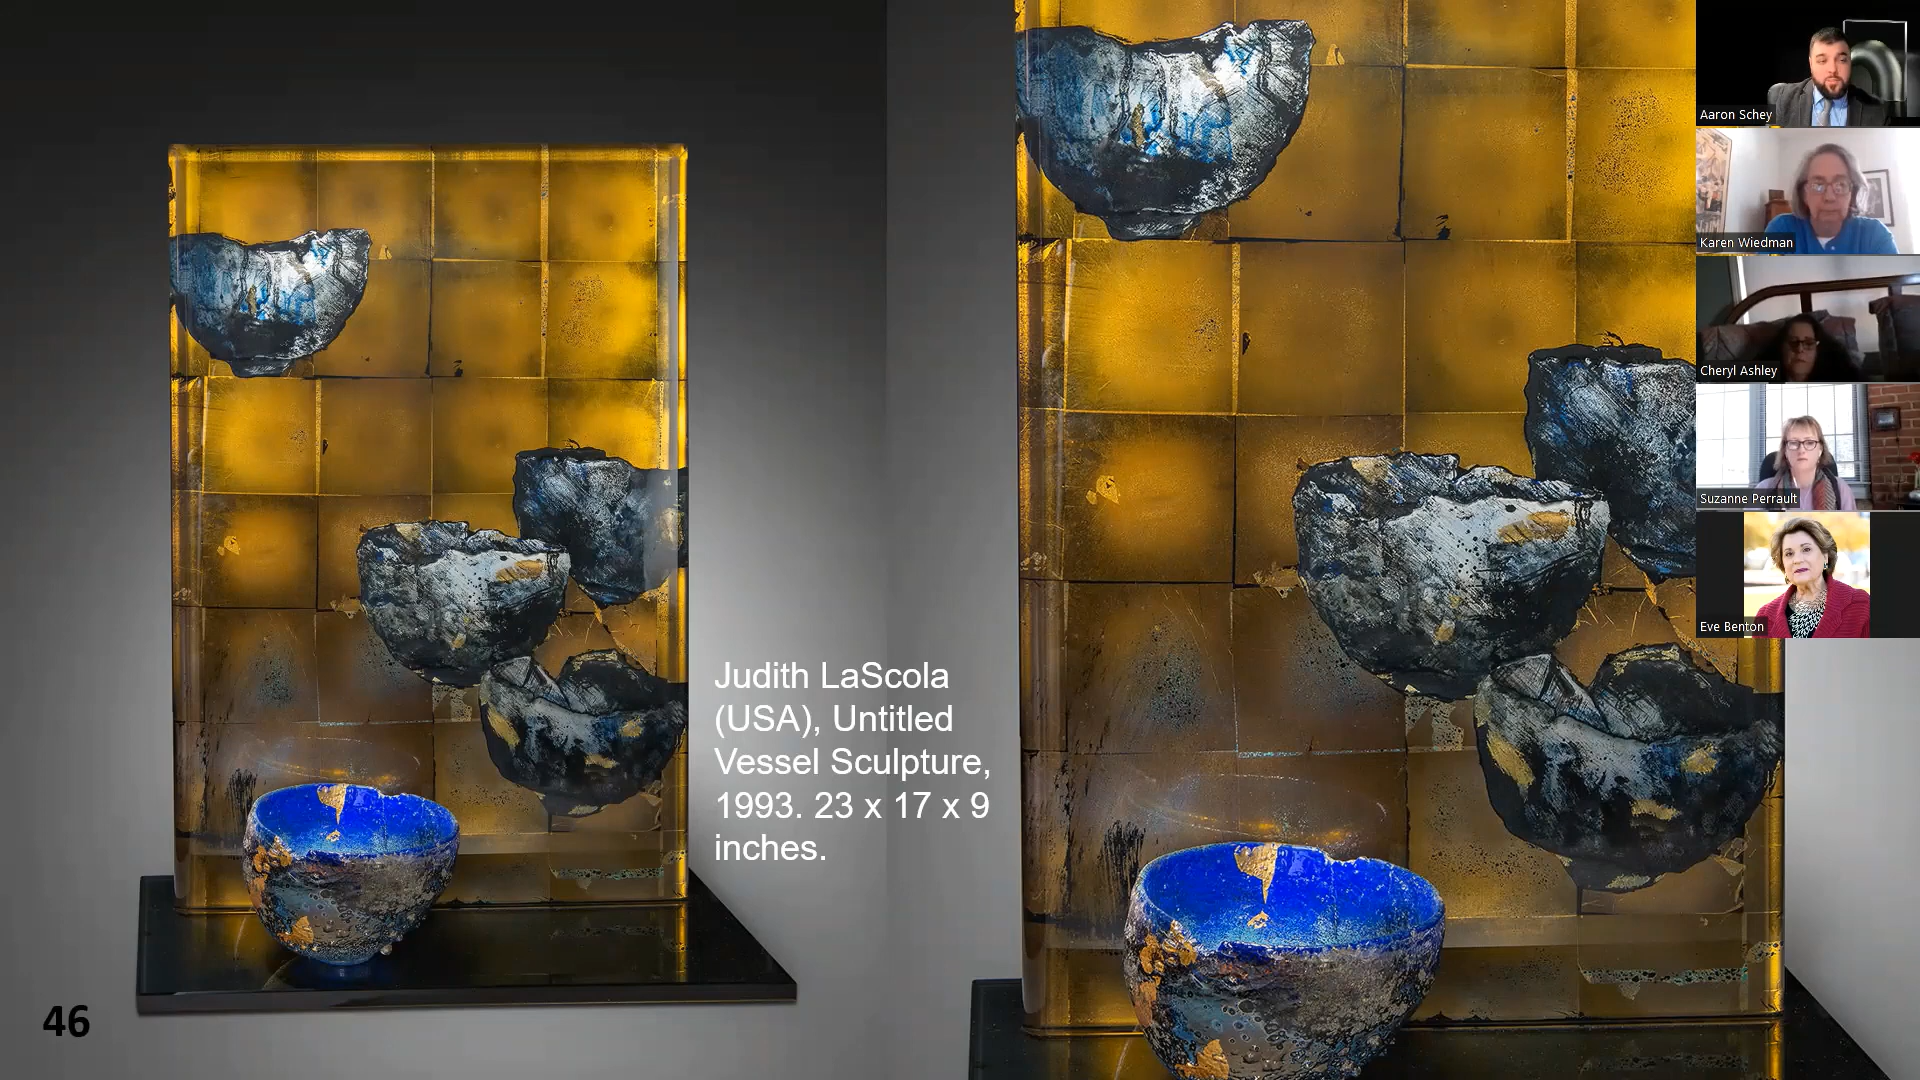 Judith LaScola
(USA), Untitled
Vessel Sculpture,
1993. 23 x 17 x 9
inches.
46
Aaron Schey
Karen Wiedman
Cheryl Ashley
Suzanne Perrault
Eve Benton